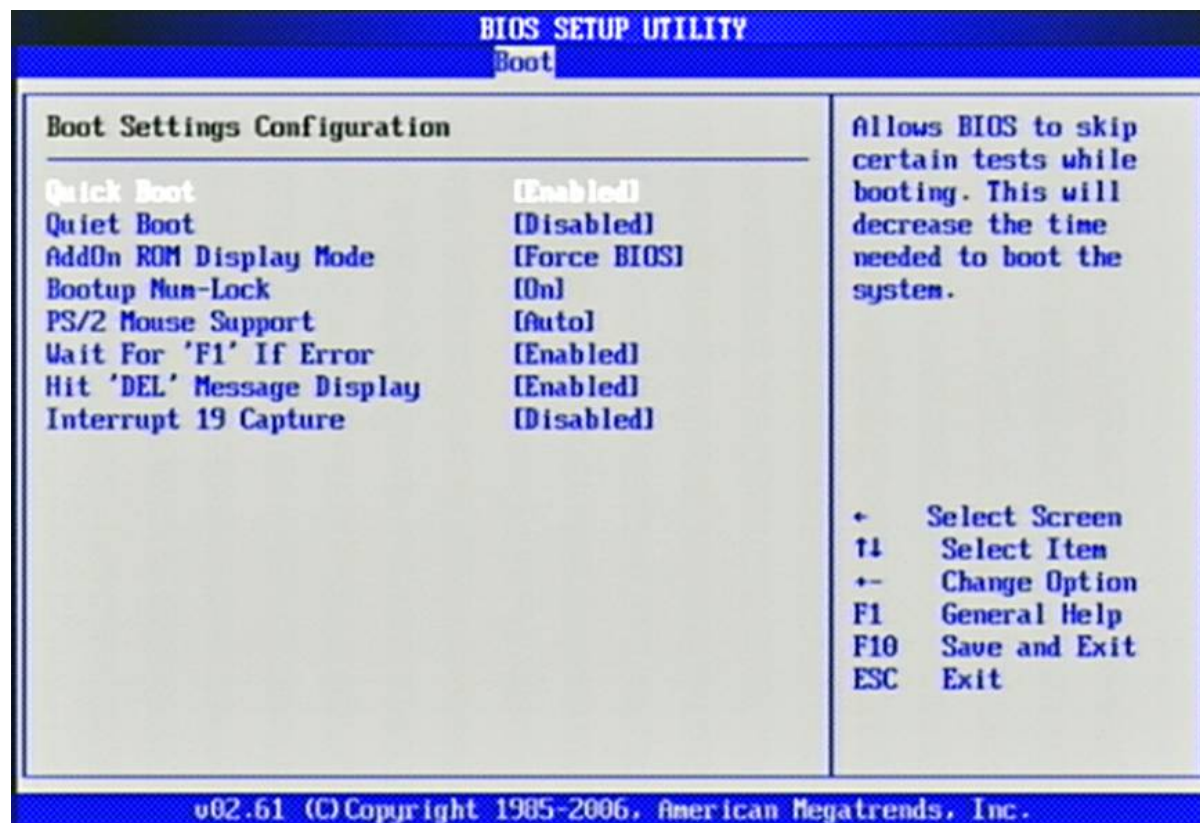 BIOS SETUP UTILITY
Boot
Boot Settings Configuration
Quick Boot [Enabled]
Quiet Boot [Disabled]
AddOn ROM Display Mode [Force BIOS]
Bootup Num-Lock [On]
PS/2 Mouse Support [Auto]
Wait For 'F1' If Error [Enabled]
Hit 'DEL' Message Display [Enabled]
Interrupt 19 Capture [Disabled]
Allows BIOS to skip
certain tests while
booting. This will
decrease the time
needed to boot the
system.
← Select Screen
↑↓ Select Item
+- Change Option
F1 General Help
F10 Save and Exit
ESC Exit
v02.61 (C)Copyright 1985-2006, American Megatrends, Inc.